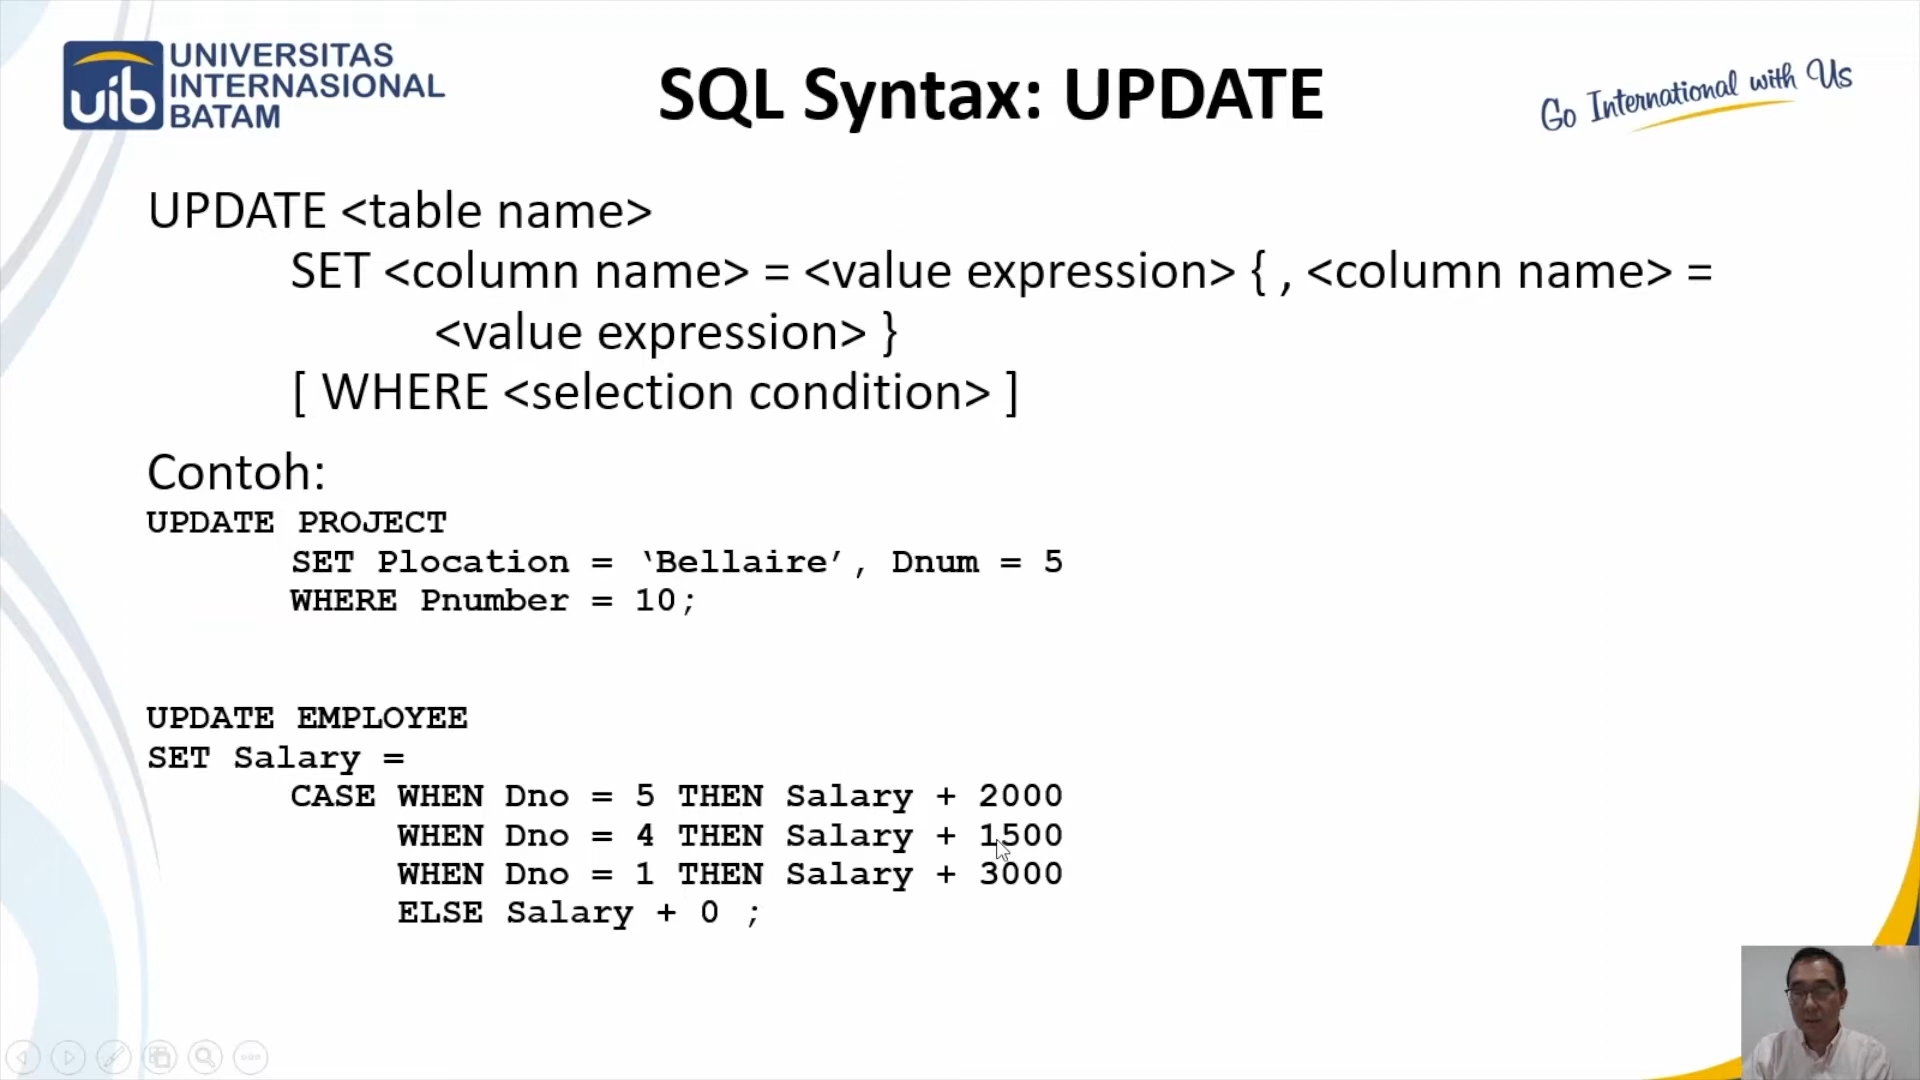 uib
UNIVERSITAS
INTERNASIONAL
BATAM
SQL Syntax: UPDATE
Go International with Us
UPDATE <table name>
SET <column name> = <value expression> { , <column name> =
<value expression> }
[ WHERE <selection condition> ]
Contoh:
UPDATE PROJECT
SET Plocation = ‘Bellaire’, Dnum = 5
WHERE Pnumber = 10;
UPDATE EMPLOYEE
SET Salary =
CASE WHEN Dno = 5 THEN Salary + 2000
WHEN Dno = 4 THEN Salary + 1500
WHEN Dno = 1 THEN Salary + 3000
ELSE Salary + 0 ;